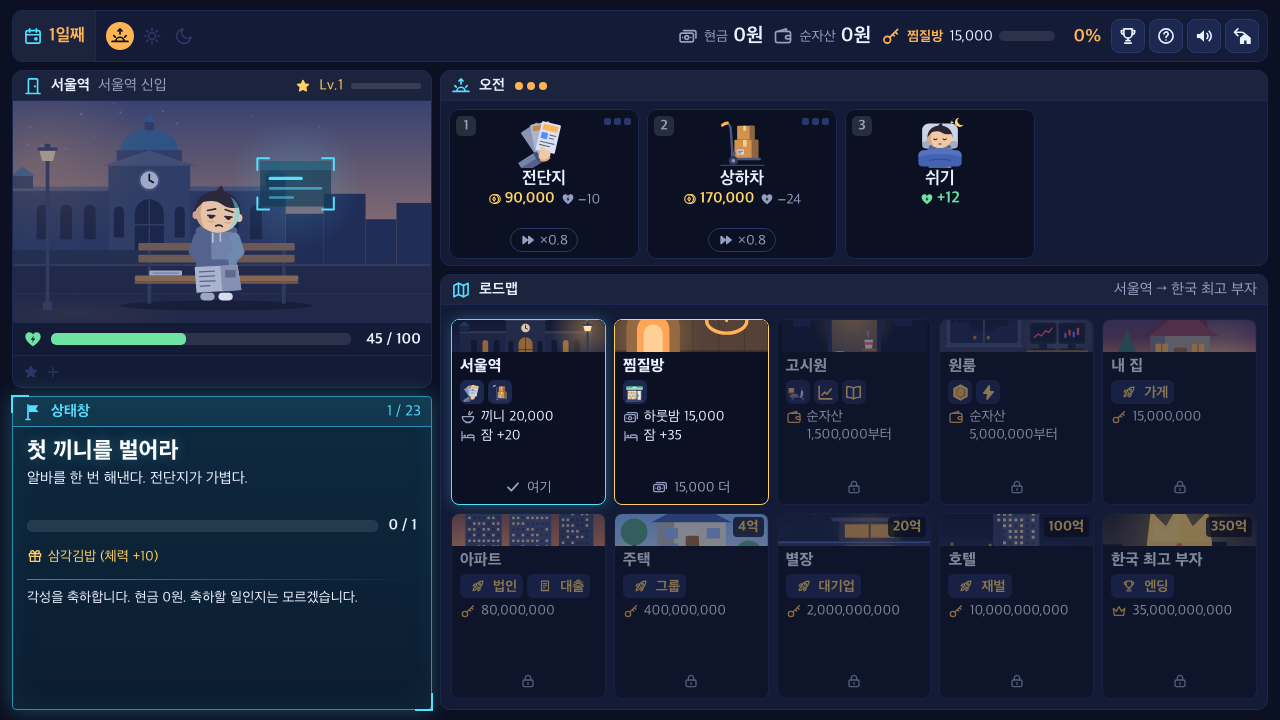 1일째
현금 0원
순자산 0원
찜질방 15,000
0%
서울역 서울역 신입
Lv.1
45 / 100
상태창
1 / 23
첫 끼니를 벌어라
알바를 한 번 해낸다. 전단지가 가볍다.
0 / 1
삼각김밥 (체력 +10)
각성을 축하합니다. 현금 0원. 축하할 일인지는 모르겠습니다.
오전
1
전단지
90,000 −10
×0.8
2
상하차
170,000 −24
×0.8
3
쉬기
+12
로드맵
서울역 → 한국 최고 부자
서울역
끼니 20,000
잠 +20
여기
찜질방
하룻밤 15,000
잠 +35
15,000 더
고시원
순자산
1,500,000부터
원룸
순자산
5,000,000부터
내 집
가게
15,000,000
아파트
법인 대출
80,000,000
4억
주택
그룹
400,000,000
20억
별장
대기업
2,000,000,000
100억
호텔
재벌
10,000,000,000
350억
한국 최고 부자
엔딩
35,000,000,000